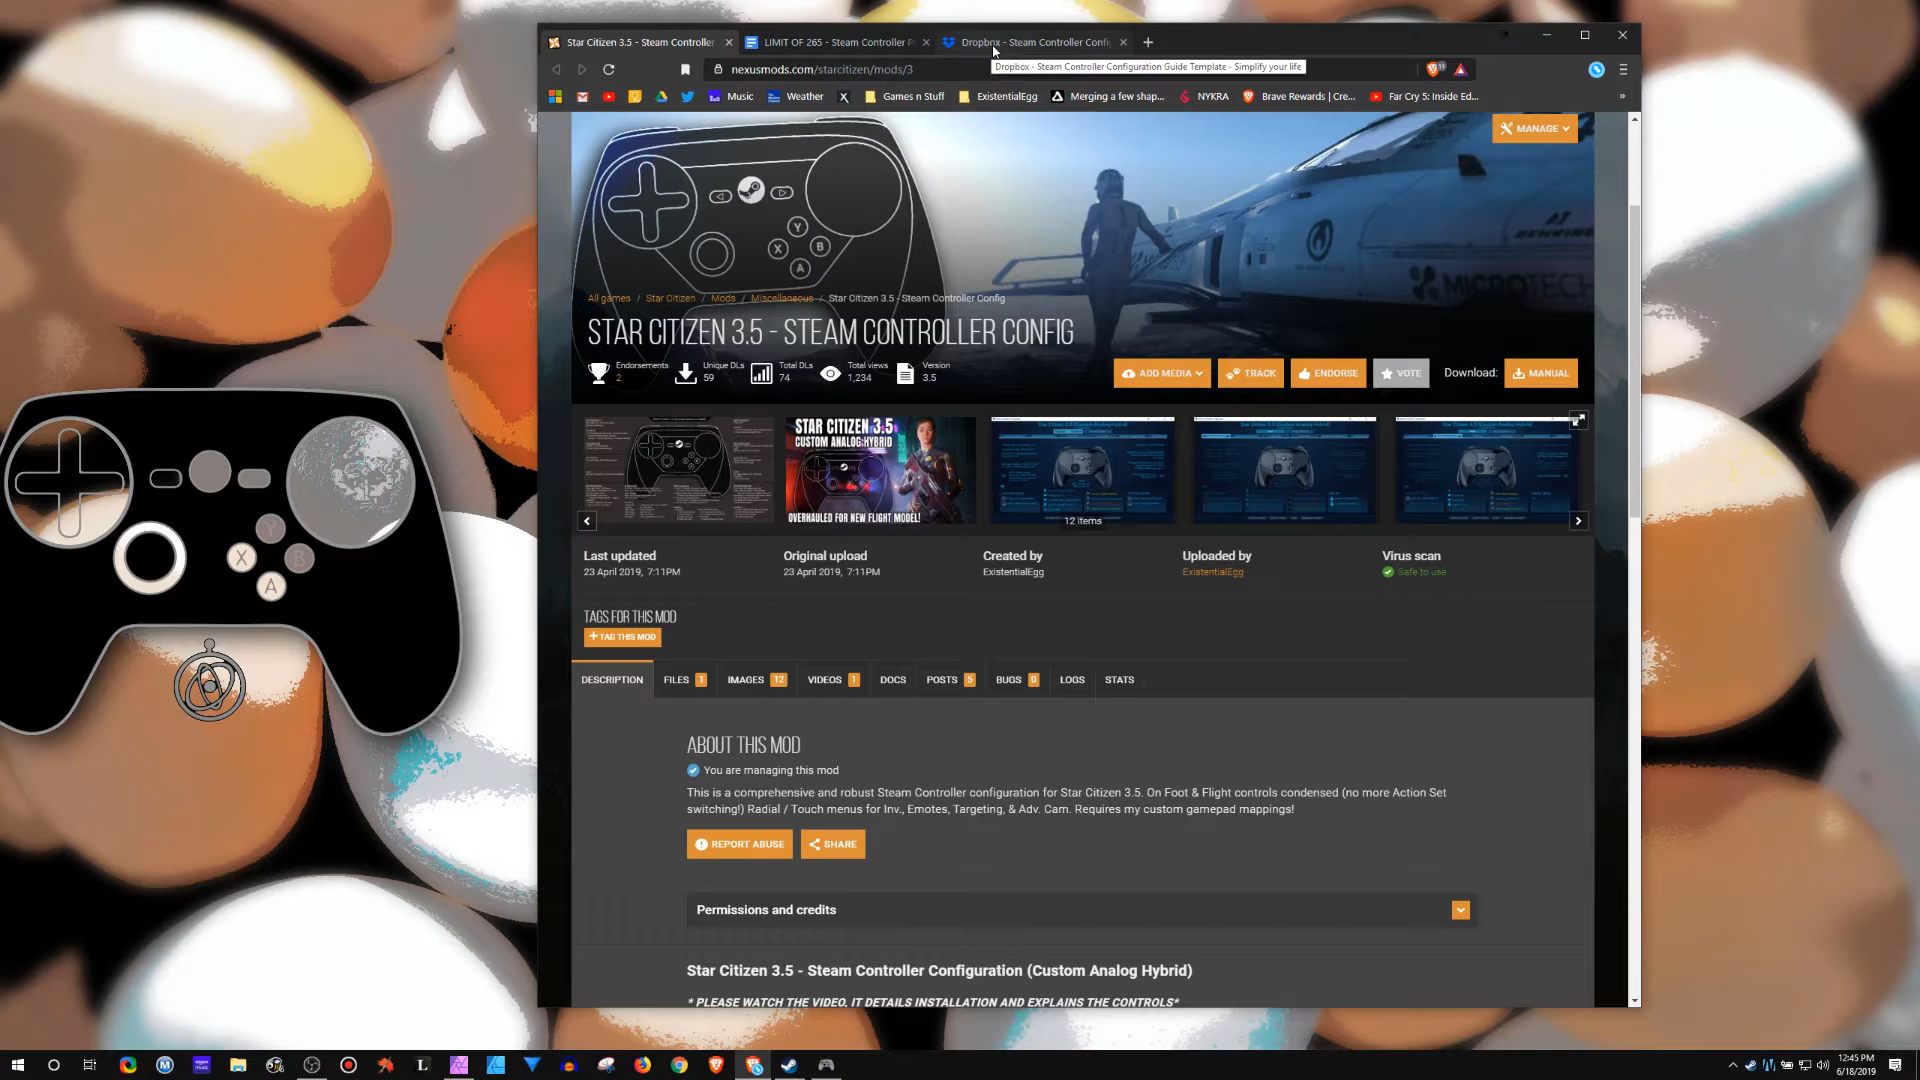 Star Citizen 3.5 - Steam Controller
LIMIT OF 265 - Steam Controller P
Dropbox - Steam Controller Config
nexusmods.com/starcitizen/mods/3
Dropbox - Steam Controller Configuration Guide Template - Simplify your life
Music
Weather
Games n Stuff
ExistentialEgg
Merging a few shap...
NYKRA
Brave Rewards | Cre...
Far Cry 5: Inside Ed...
»
MANAGE
Y
X
B
A
MICROTECH
All games / Star Citizen / Mods / Miscellaneous / Star Citizen 3.5 - Steam Controller Config
STAR CITIZEN 3.5 - STEAM CONTROLLER CONFIG
Endorsements
2
Unique DLs
59
Total DLs
74
Total views
1,234
Version
3.5
ADD MEDIA
TRACK
ENDORSE
VOTE
Download:
MANUAL
STAR CITIZEN 3.5
CUSTOM ANALOG HYBRID
OVERHAULED FOR NEW FLIGHT MODEL!
12 items
Last updated
23 April 2019, 7:11PM
Original upload
23 April 2019, 7:11PM
Created by
ExistentialEgg
Uploaded by
ExistentialEgg
Virus scan
Safe to use
TAGS FOR THIS MOD
+ TAG THIS MOD
DESCRIPTION
FILES 1
IMAGES 12
VIDEOS 1
DOCS
POSTS 5
BUGS 0
LOGS
STATS
ABOUT THIS MOD
You are managing this mod
This is a comprehensive and robust Steam Controller configuration for Star Citizen 3.5. On Foot & Flight controls condensed (no more Action Set
switching!) Radial / Touch menus for Inv., Emotes, Targeting, & Adv. Cam. Requires my custom gamepad mappings!
REPORT ABUSE
SHARE
Permissions and credits
Star Citizen 3.5 - Steam Controller Configuration (Custom Analog Hybrid)
* PLEASE WATCH THE VIDEO, IT DETAILS INSTALLATION AND EXPLAINS THE CONTROLS*
Y
X
B
A
12:45 PM
6/18/2019